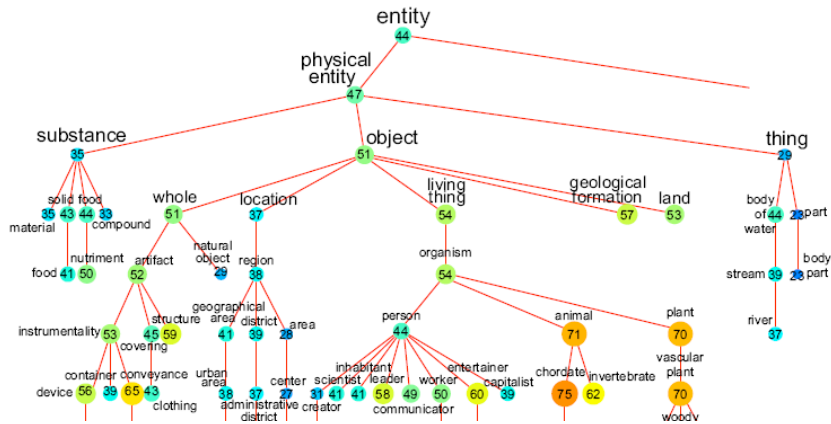 entity
44
physical
entity
47
substance
object
thing
35
51
29
solid food
whole
location
living
thing
geological
formation
land
body
of
water
part
35
43
44
33
51
37
54
57
53
44
material
compound
nutriment
artifact
natural
object
region
organism
stream
body
part
food
41
50
52
29
38
54
39
river
instrumentality
covering
structure
geographical
area
district
area
person
animal
plant
53
45
59
41
39
28
44
71
70
37
device
container
conveyance
clothing
urban
area
administrative
district
center
creator
scientist
inhabitant
leader
communicator
worker
entertainer
capitalist
chordate
invertebrate
vascular
plant
56
39
65
43
38
37
27
31
41
41
58
49
50
60
39
75
62
70
woody